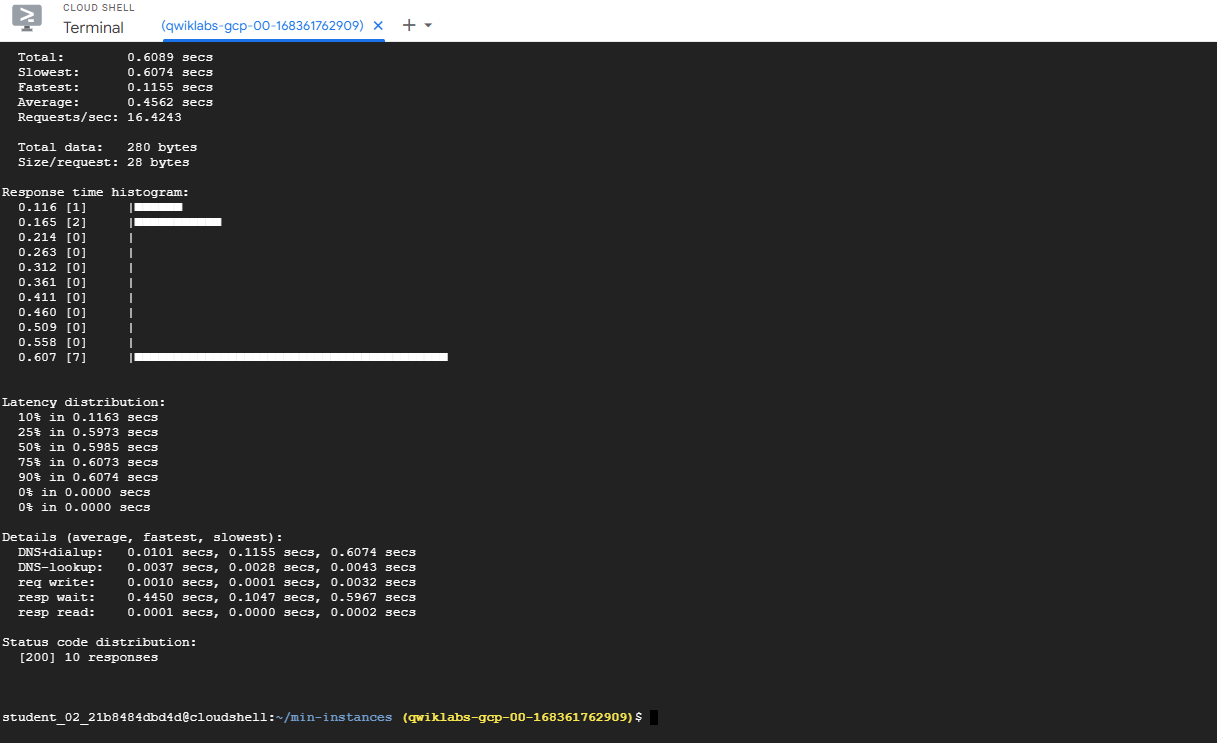 CLOUD SHELL
Terminal
(qwiklabs-gcp-00-168361762909)
Total: 0.6089 secs
Slowest: 0.6074 secs
Fastest: 0.1155 secs
Average: 0.4562 secs
Requests/sec: 16.4243
Total data: 280 bytes
Size/request: 28 bytes
Response time histogram:
0.116 [1] |
0.165 [2] |
0.214 [0] |
0.263 [0] |
0.312 [0] |
0.361 [0] |
0.411 [0] |
0.460 [0] |
0.509 [0] |
0.558 [0] |
0.607 [7] |
Latency distribution:
10% in 0.1163 secs
25% in 0.5973 secs
50% in 0.5985 secs
75% in 0.6073 secs
90% in 0.6074 secs
0% in 0.0000 secs
0% in 0.0000 secs
Details (average, fastest, slowest):
DNS+dialup: 0.0101 secs, 0.1155 secs, 0.6074 secs
DNS-lookup: 0.0037 secs, 0.0028 secs, 0.0043 secs
req write: 0.0010 secs, 0.0001 secs, 0.0032 secs
resp wait: 0.4450 secs, 0.1047 secs, 0.5967 secs
resp read: 0.0001 secs, 0.0000 secs, 0.0002 secs
Status code distribution:
[200] 10 responses
student_02_21b8484dbd4d@cloudshell:~/min-instances (qwiklabs-gcp-00-168361762909)$